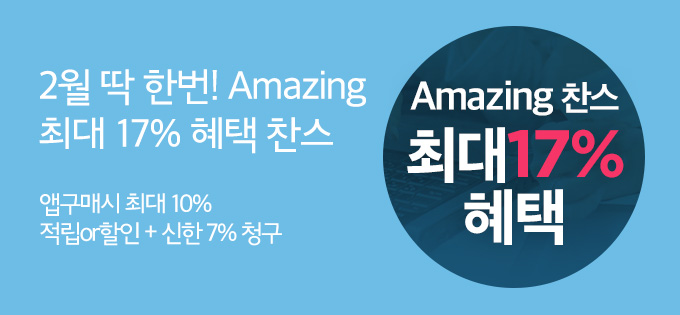 2월 딱 한번! Amazing
최대 17% 혜택 찬스
앱구매시 최대 10%
적립or할인 + 신한 7% 청구
Amazing 찬스
최대17%
혜택